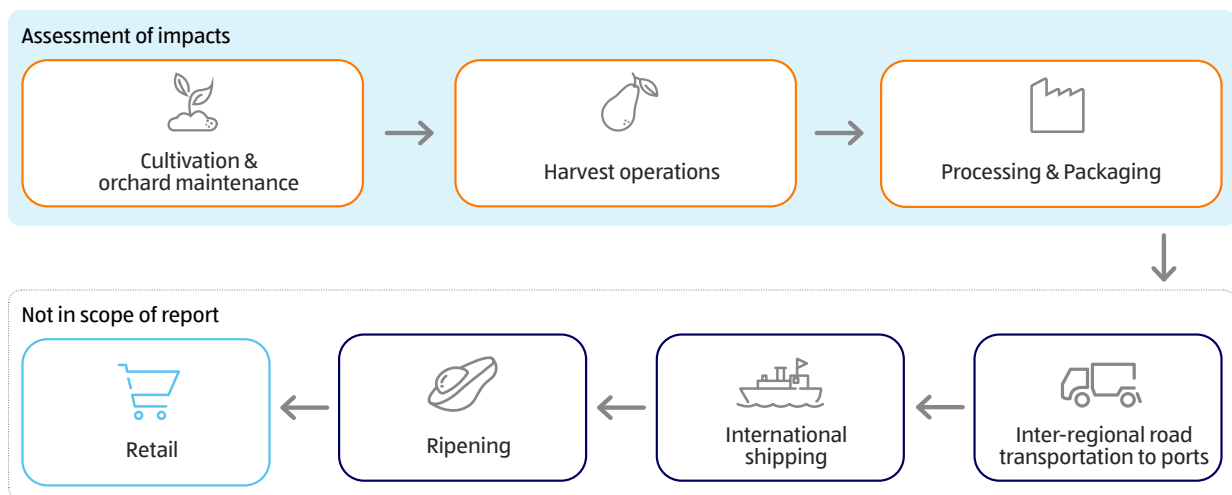 Assessment of impacts
Cultivation &
orchard maintenance
Harvest operations
Processing & Packaging
Not in scope of report
Retail
Ripening
International
shipping
Inter-regional road
transportation to ports